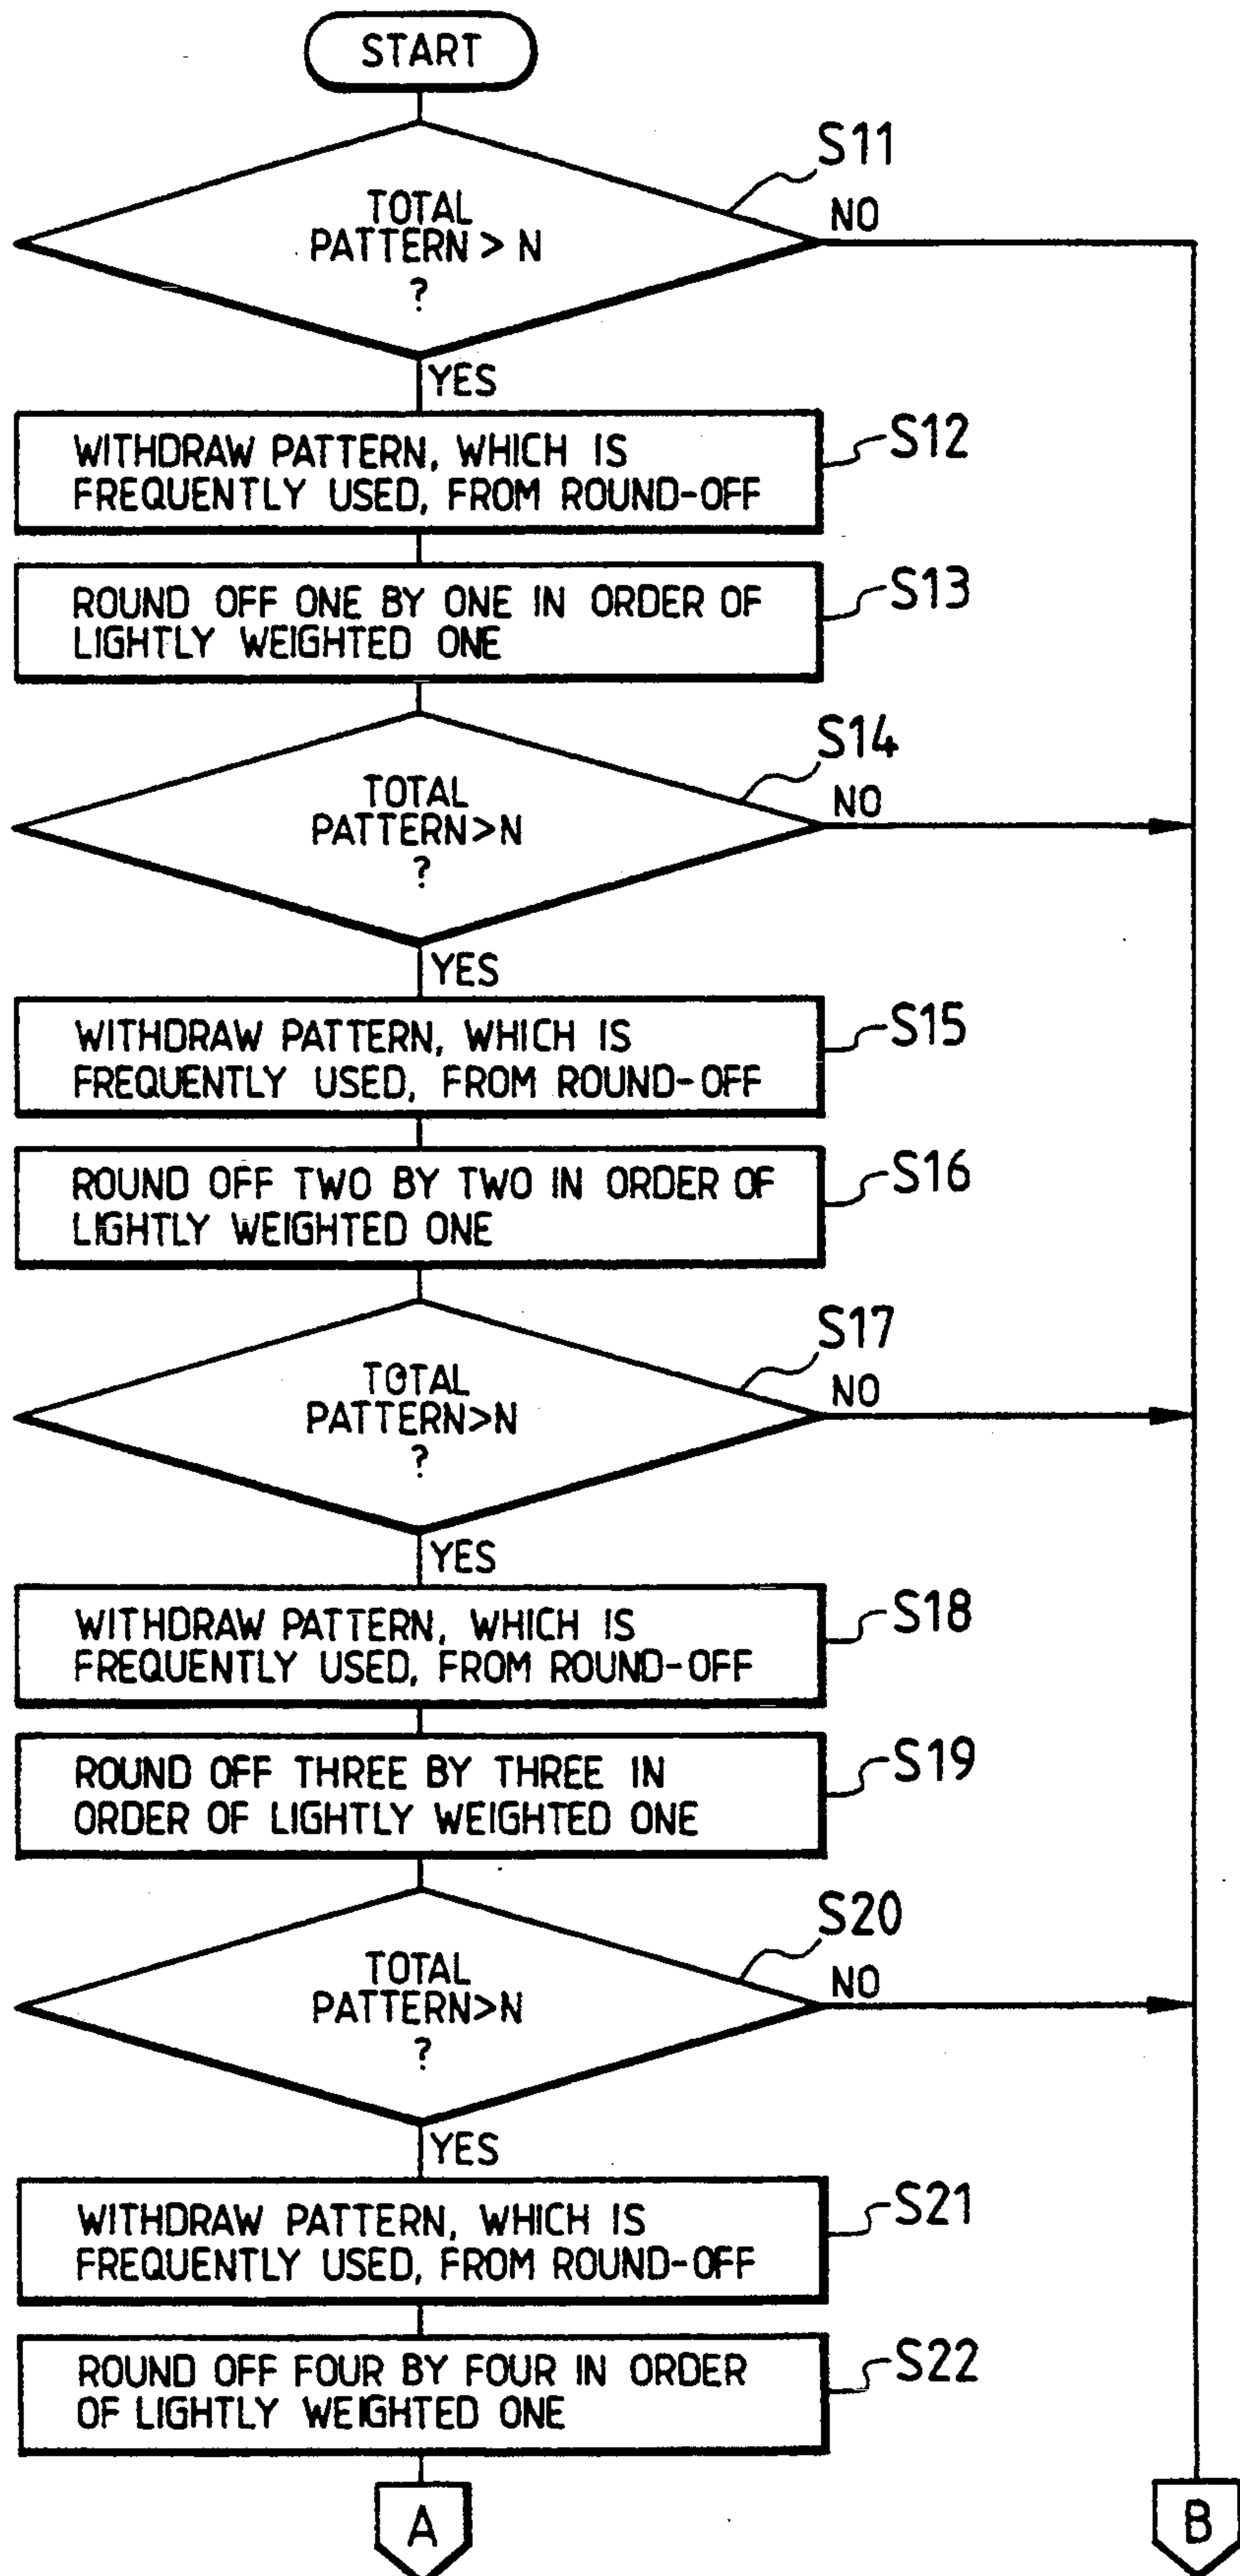 START
S11
TOTAL
PATTERN > N
?
NO
YES
WITHDRAW PATTERN, WHICH IS
FREQUENTLY USED, FROM ROUND-OFF
S12
ROUND OFF ONE BY ONE IN ORDER OF
LIGHTLY WEIGHTED ONE
S13
S14
TOTAL
PATTERN>N
?
NO
YES
WITHDRAW PATTERN, WHICH IS
FREQUENTLY USED, FROM ROUND-OFF
S15
ROUND OFF TWO BY TWO IN ORDER OF
LIGHTLY WEIGHTED ONE
S16
S17
TOTAL
PATTERN>N
?
NO
YES
WITHDRAW PATTERN, WHICH IS
FREQUENTLY USED, FROM ROUND-OFF
S18
ROUND OFF THREE BY THREE IN
ORDER OF LIGHTLY WEIGHTED ONE
S19
S20
TOTAL
PATTERN>N
?
NO
YES
WITHDRAW PATTERN, WHICH IS
FREQUENTLY USED, FROM ROUND-OFF
S21
ROUND OFF FOUR BY FOUR IN ORDER
OF LIGHTLY WEIGHTED ONE
S22
A
B